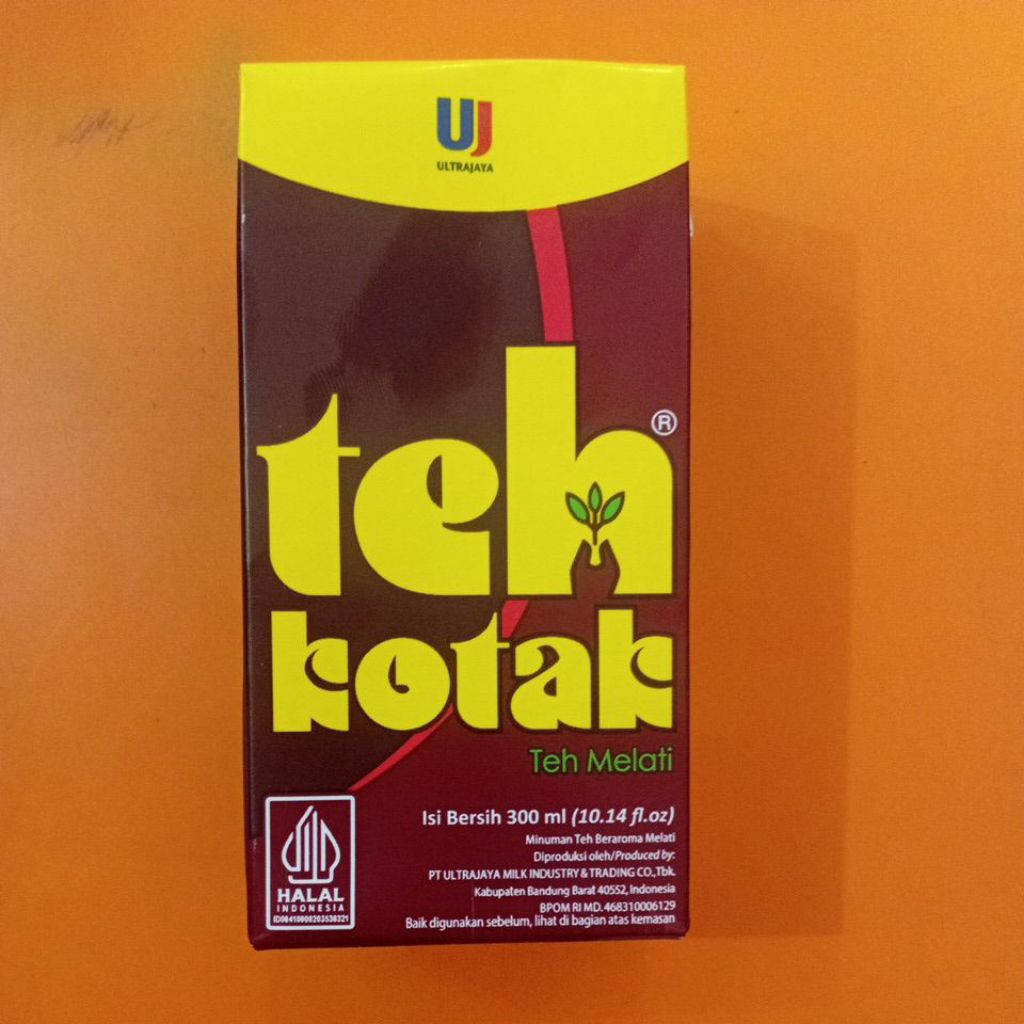 UJ
ULTRAJAYA
teh
®
kotak
Teh Melati
Isi Bersih 300 ml (10.14 fl.oz)
Minuman Teh Beraroma Melati
Diproduksi oleh/Produced by:
PT ULTRAJAYA MILK INDUSTRY & TRADING CO.,Tbk.
Kabupaten Bandung Barat 40552, Indonesia
BPOM RI MD. 468310006129
Baik digunakan sebelum, lihat di bagian atas kemasan
HALAL
INDONESIA